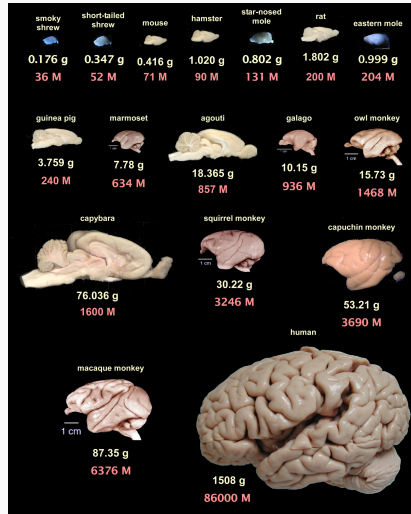 smoky shrew
short-tailed shrew
mouse
hamster
star-nosed mole
rat
eastern mole
0.176 g
0.347 g
0.416 g
1.020 g
0.802 g
1.802 g
0.999 g
36 M
52 M
71 M
90 M
131 M
200 M
204 M
guinea pig
marmoset
agouti
galago
owl monkey
1 cm
3.759 g
7.78 g
18.365 g
10.15 g
15.73 g
240 M
634 M
857 M
936 M
1468 M
capybara
squirrel monkey
capuchin monkey
1 cm
76.036 g
30.22 g
53.21 g
1600 M
3246 M
3690 M
human
macaque monkey
1 cm
87.35 g
6376 M
1508 g
86000 M